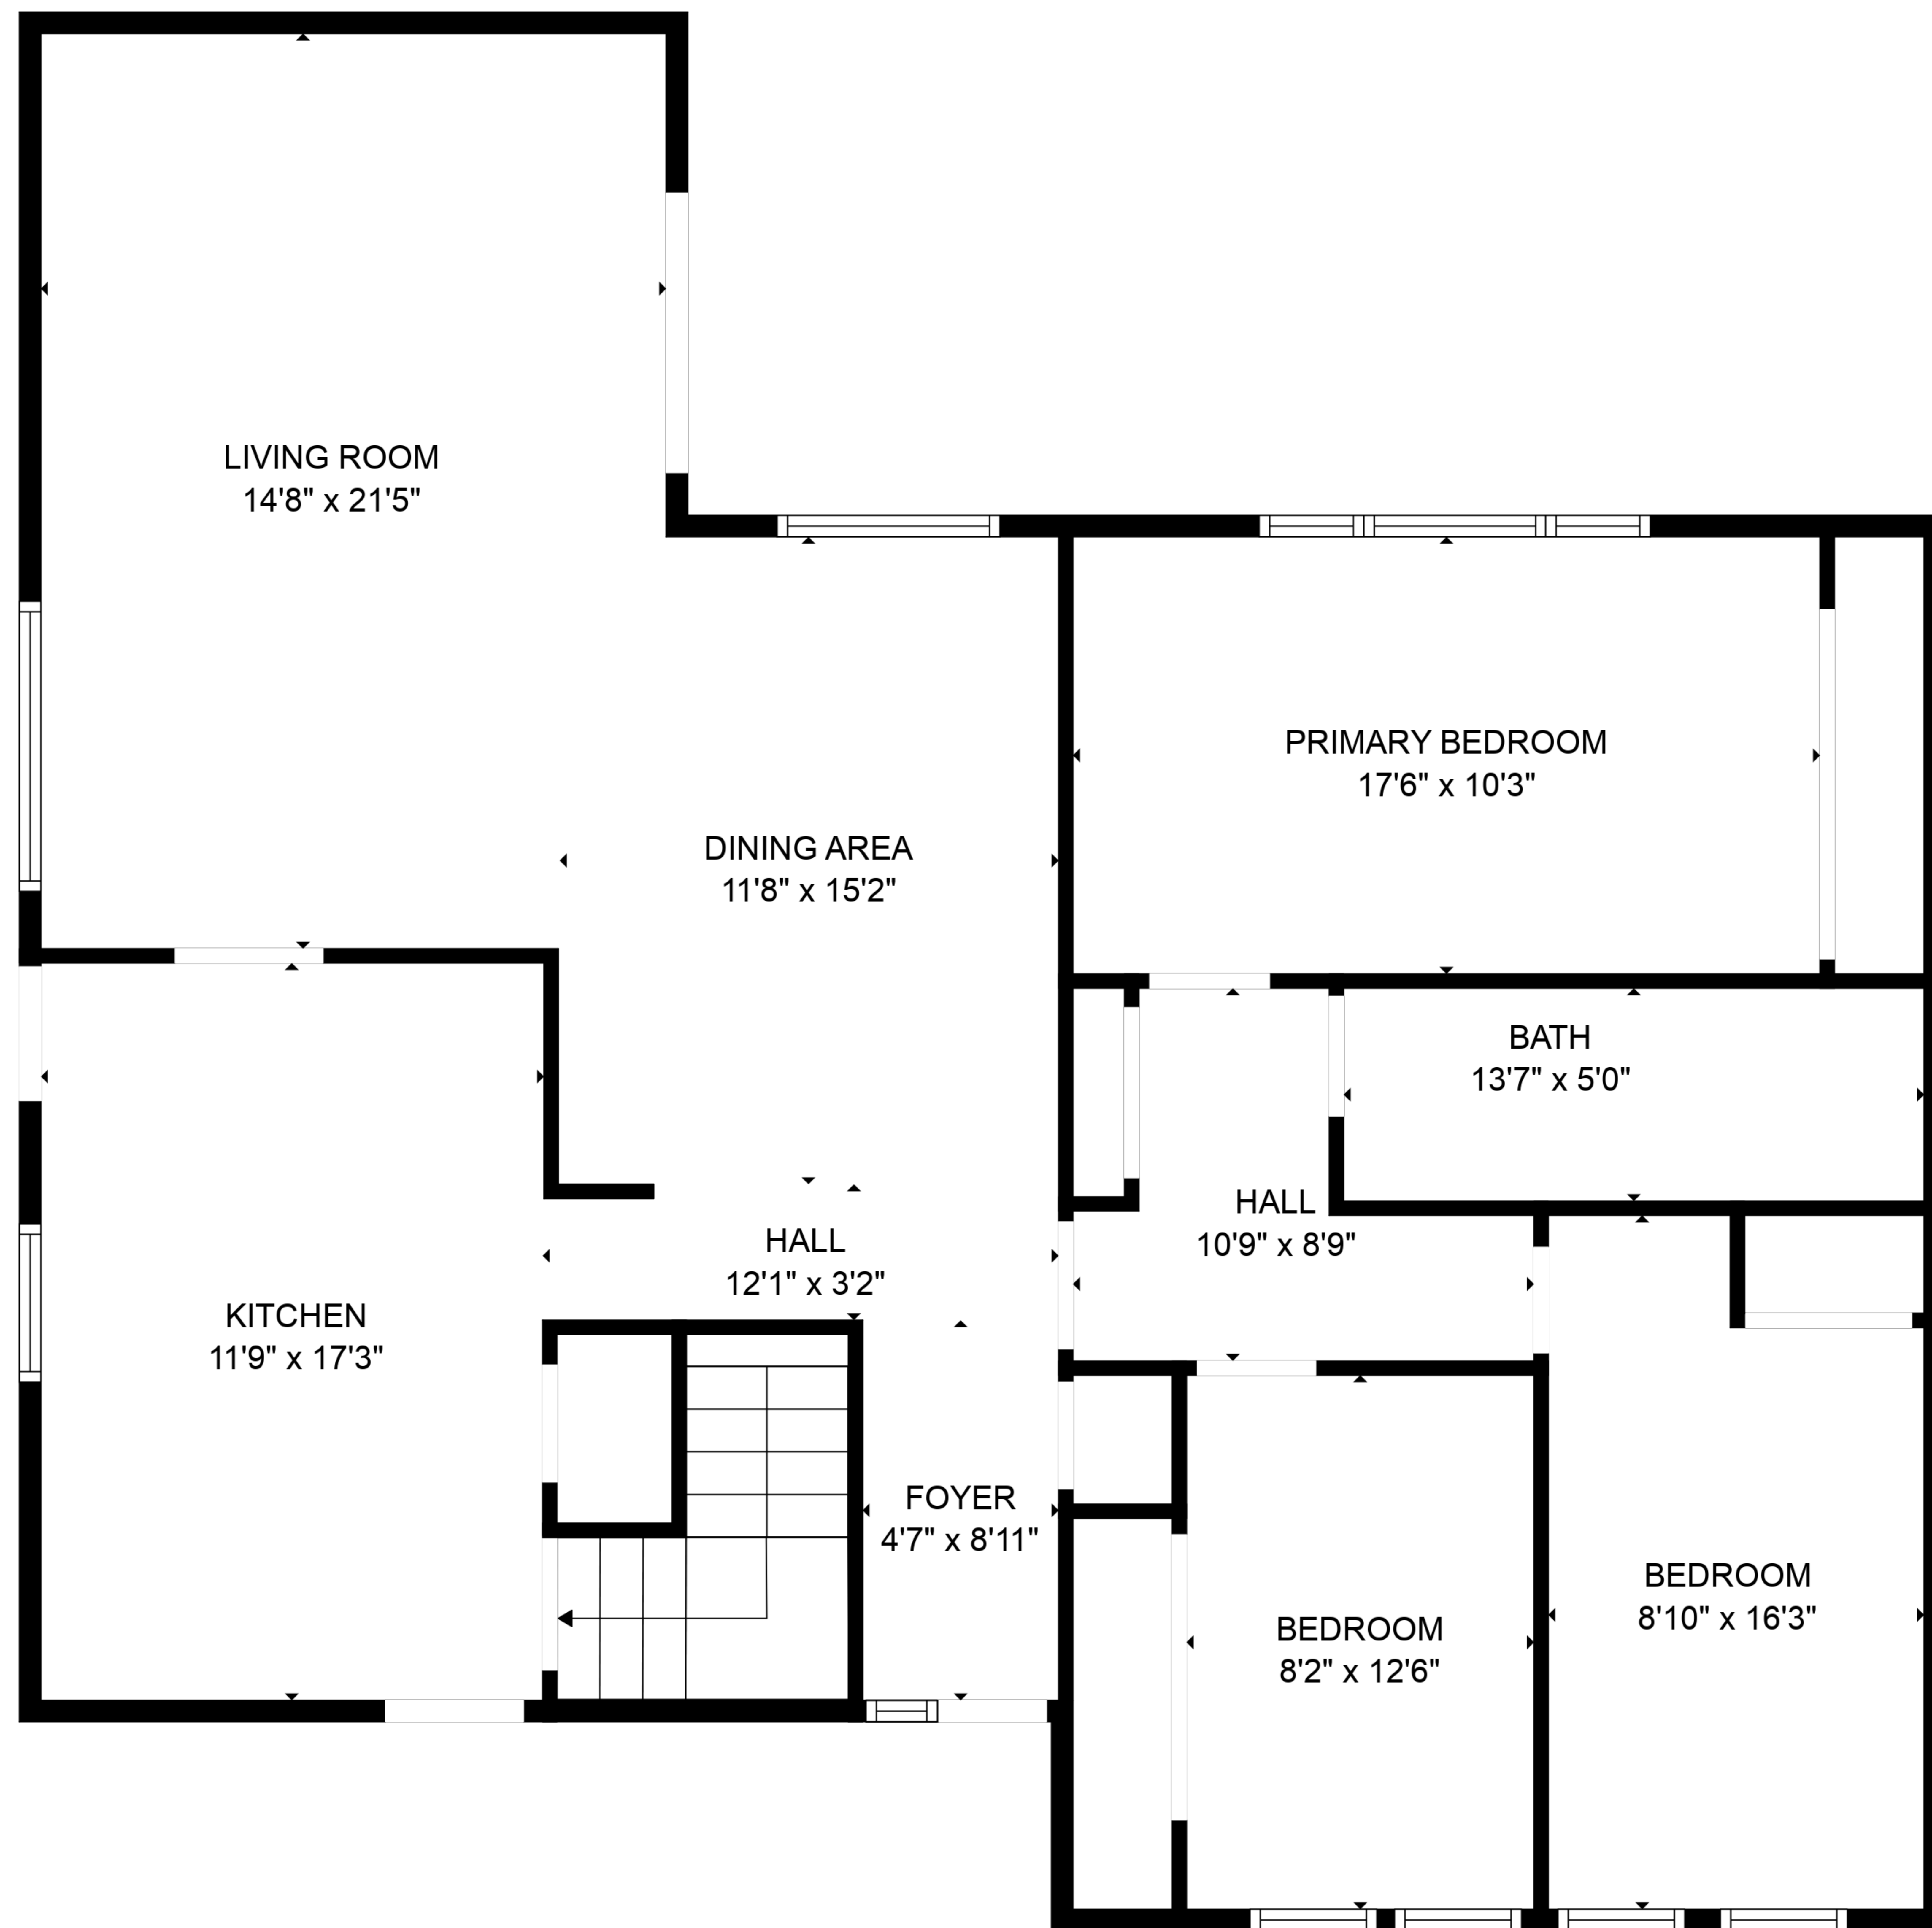 LIVING ROOM
14'8" x 21'5"
PRIMARY BEDROOM
17'6" x 10'3"
DINING AREA
11'8" x 15'2"
BATH
13'7" x 5'0"
HALL
10'9" x 8'9"
HALL
12'1" x 3'2"
KITCHEN
11'9" x 17'3"
FOYER
4'7" x 8'11"
BEDROOM
8'10" x 16'3"
BEDROOM
8'2" x 12'6"